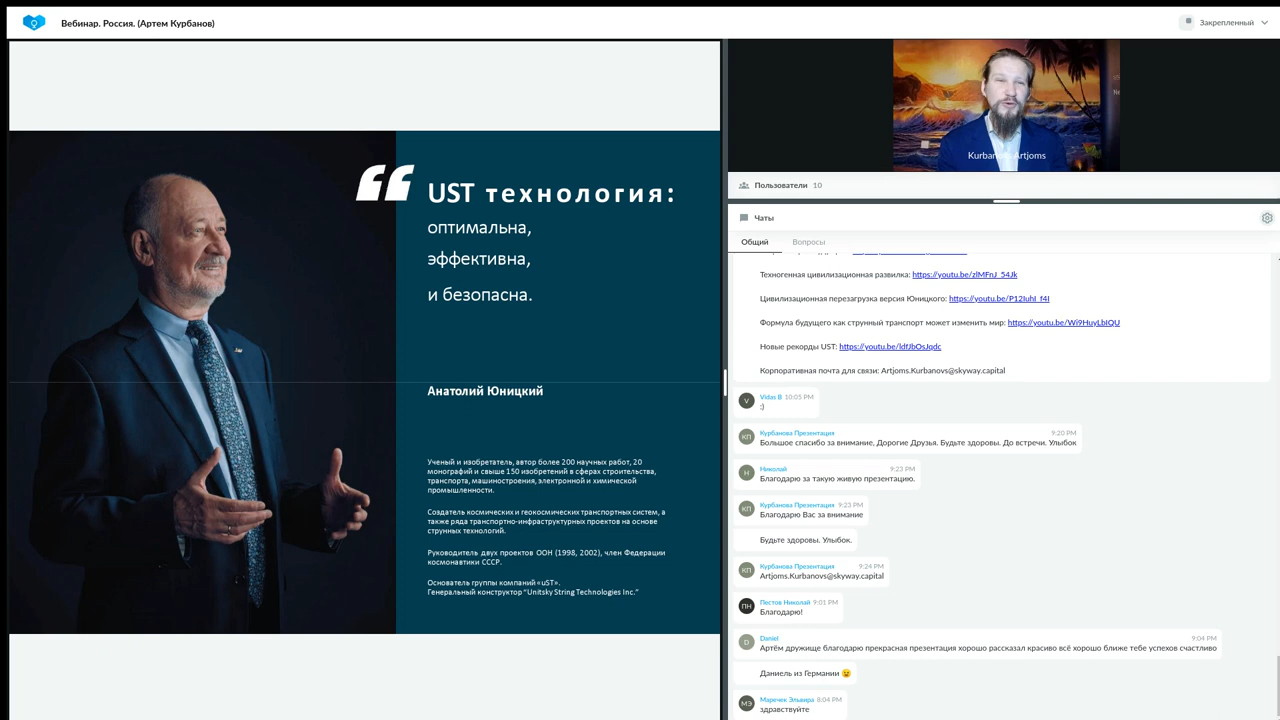 Вебинар. Россия. (Артем Курбанов)
Закрепленный
“
UST технология:
оптимальна,
эффективна,
и безопасна.
Анатолий Юницкий
Ученый и изобретатель, автор более 200 научных работ, 20
монографий и свыше 150 изобретений в сферах строительства,
транспорта, машиностроения, электронной и химической
промышленности.
Создатель космических и геокосмических транспортных систем, а
также ряда транспортно-инфраструктурных проектов на основе
струнных технологий.
Руководитель двух проектов ООН (1998, 2002), член Федерации
космонавтики СССР.
Основатель группы компаний «uST».
Генеральный конструктор “Unitsky String Technologies Inc.”
Artjoms
Пользователи 10
Чаты
Общий Вопросы
Техногенная цивилизационная развилка: https://youtu.be/zlMFnJ_54Jk
Цивилизационная перезагрузка версия Юницкого: https://youtu.be/P12IuhI_f4I
Формула будущего как струнный транспорт может изменить мир: https://youtu.be/Wi9HuyLbIQU
Новые рекорды UST: https://youtu.be/ldfJbOsJqdc
Корпоративная почта для связи: Artjoms.Kurbanovs@skyway.capital
V
Vidas B 10:05 PM
:)
КП
Курбанова Презентация 9:20 PM
Большое спасибо за внимание, Дорогие Друзья. Будьте здоровы. До встречи. Улыбок
Н
Николай 9:23 PM
Благодарю за такую живую презентацию.
КП
Курбанова Презентация 9:23 PM
Благодарю Вас за внимание
Будьте здоровы. Улыбок.
КП
Курбанова Презентация 9:24 PM
Artjoms.Kurbanovs@skyway.capital
ПН
Пестов Николай 9:01 PM
Благодарю!
D
Daniel 9:04 PM
Артём дружище благодарю прекрасная презентация хорошо рассказал красиво всё хорошо ближе тебе успехов счастливо
Даниель из Германии 😉
МЭ
Маречек Эльвира 8:04 PM
здравствуйте